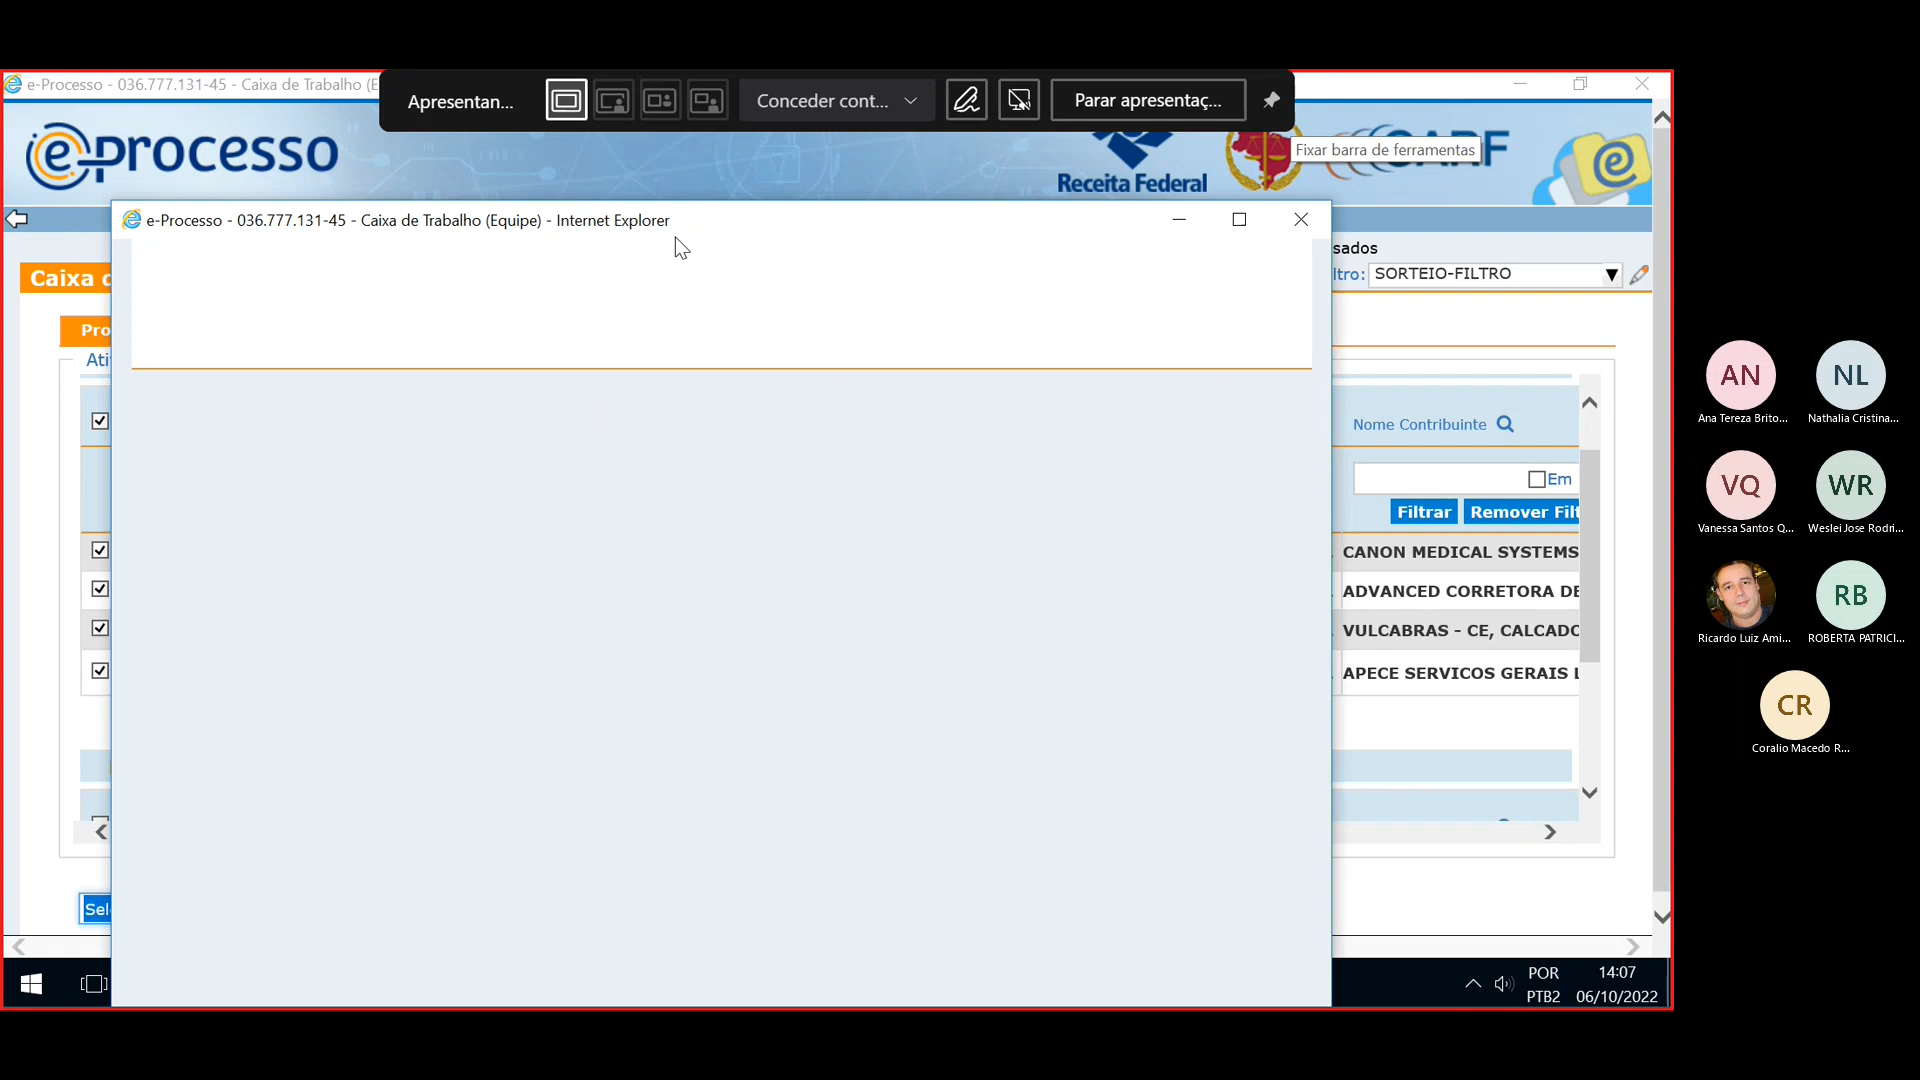 e-Processo - 036.777.131-45 - Caixa de Trabalho (E
Apresentan...
Conceder cont...
Parar apresentaç...
Fixar barra de ferramentas
e-processo
Receita Federal
CARF
e-Processo - 036.777.131-45 - Caixa de Trabalho (Equipe) - Internet Explorer
sados
Caixa d
ltro: SORTEIO-FILTRO
Pro
Ati
Nome Contribuinte
Em
Filtrar
Remover Filt
CANON MEDICAL SYSTEMS
ADVANCED CORRETORA DE
VULCABRAS - CE, CALCADO
APECE SERVICOS GERAIS L
Sel
POR
PTB2
14:07
06/10/2022
AN
Ana Tereza Brito...
NL
Nathalia Cristina...
VQ
Vanessa Santos Q...
WR
Weslei Jose Rodri...
Ricardo Luiz Ami...
RB
ROBERTA PATRICI...
CR
Coralio Macedo R...